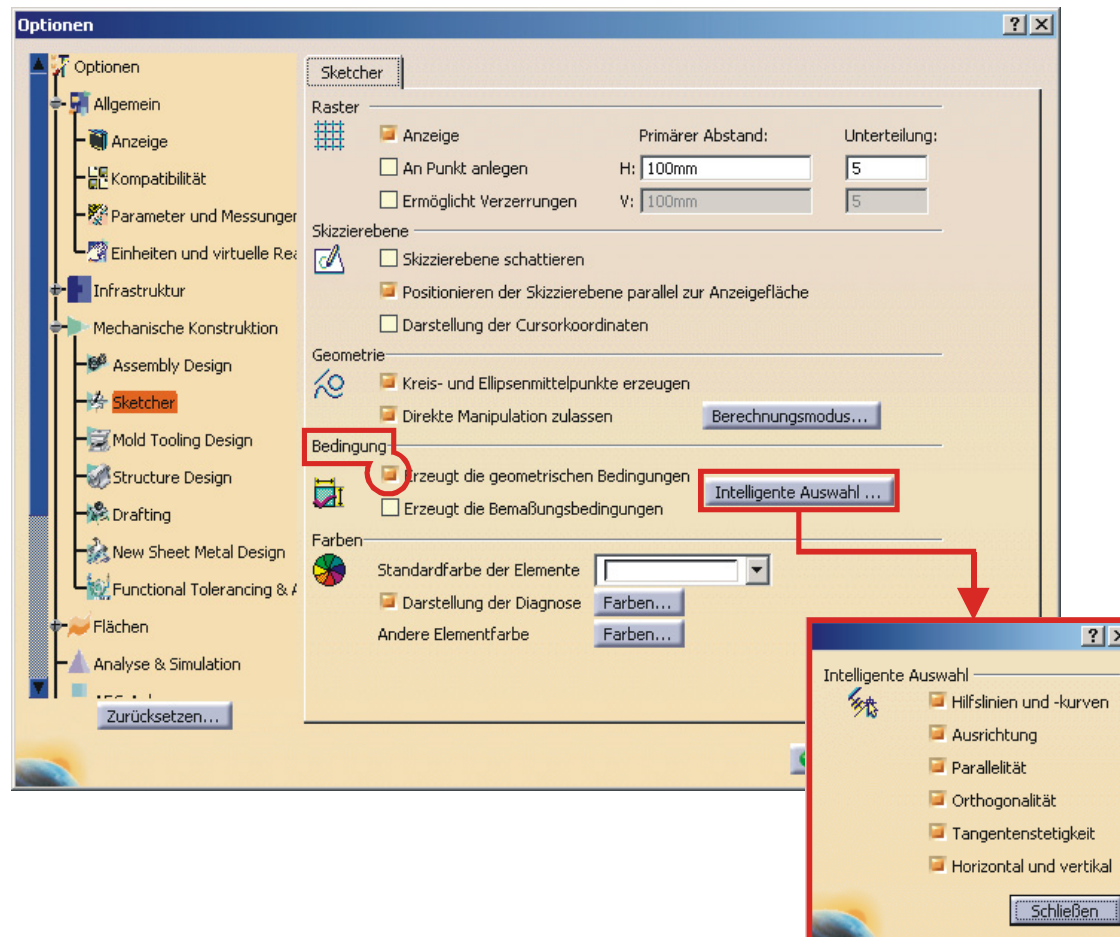 Optionen
Optionen
Allgemein
Anzeige
Kompatibilität
Parameter und Messunger
Einheiten und virtuelle Rea
Infrastruktur
Mechanische Konstruktion
Assembly Design
Sketcher
Mold Tooling Design
Structure Design
Drafting
New Sheet Metal Design
Functional Tolerancing & A
Flächen
Analyse & Simulation
Zurücksetzen...
Sketcher
Raster
Anzeige Primärer Abstand: Unterteilung:
An Punkt anlegen H: 100mm 5
Ermöglicht Verzerrungen V: 100mm 5
Skizzierebene
Skizzierebene schattieren
Positionieren der Skizzierebene parallel zur Anzeigefläche
Darstellung der Cursorkoordinaten
Geometrie
Kreis- und Ellipsenmittelpunkte erzeugen
Direkte Manipulation zulassen Berechnungsmodus...
Bedingung
Erzeugt die geometrischen Bedingungen Intelligente Auswahl ...
Erzeugt die Bemaßungsbedingungen
Farben
Standardfarbe der Elemente
Darstellung der Diagnose Farben...
Andere Elementfarbe Farben...
Intelligente Auswahl
Hilfslinien und -kurven
Ausrichtung
Parallelität
Orthogonalität
Tangentenstetigkeit
Horizontal und vertikal
Schließen